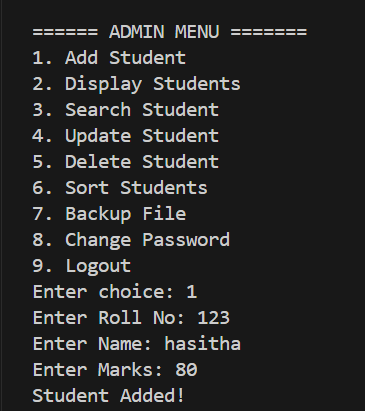 ====== ADMIN MENU =======
1. Add Student
2. Display Students
3. Search Student
4. Update Student
5. Delete Student
6. Sort Students
7. Backup File
8. Change Password
9. Logout
Enter choice: 1
Enter Roll No: 123
Enter Name: hasitha
Enter Marks: 80
Student Added!